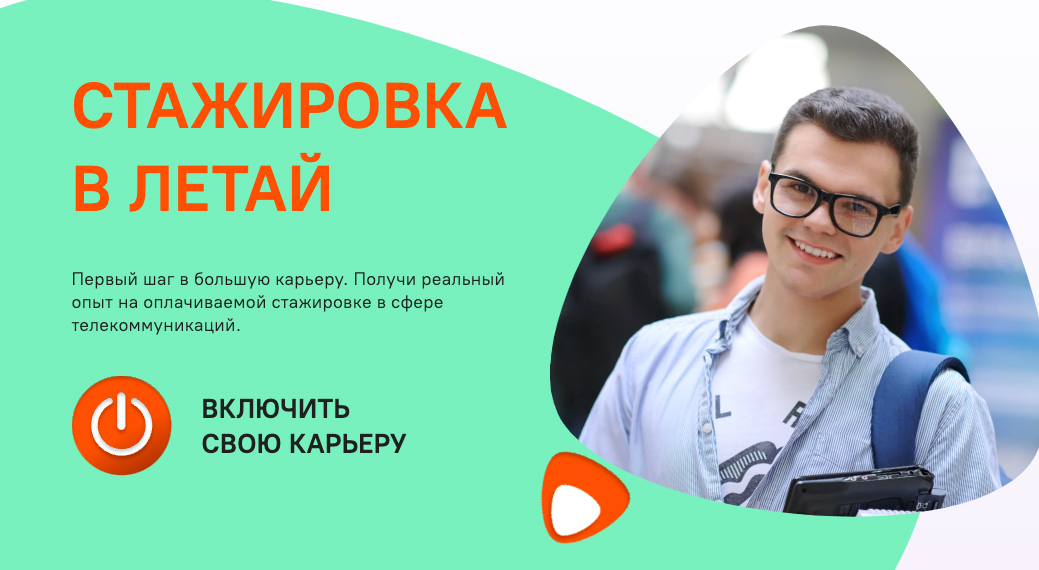 СТАЖИРОВКА
В ЛЕТАЙ
Первый шаг в большую карьеру. Получи реальный
опыт на оплачиваемой стажировке в сфере
телекоммуникаций.
ВКЛЮЧИТЬ
СВОЮ КАРЬЕРУ